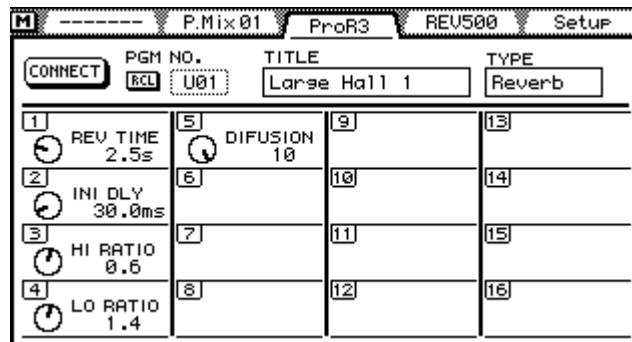 M ------- P.Mix01 ProR3 REV500 Setup
PGM NO. TITLE TYPE
CONNECT RCL U01 Large Hall 1 Reverb
1 REV TIME 2.5s
2 INI DLY 30.0ms
3 HI RATIO 0.6
4 LO RATIO 1.4
5 DIFUSION 10
6
7
8
9
10
11
12
13
14
15
16